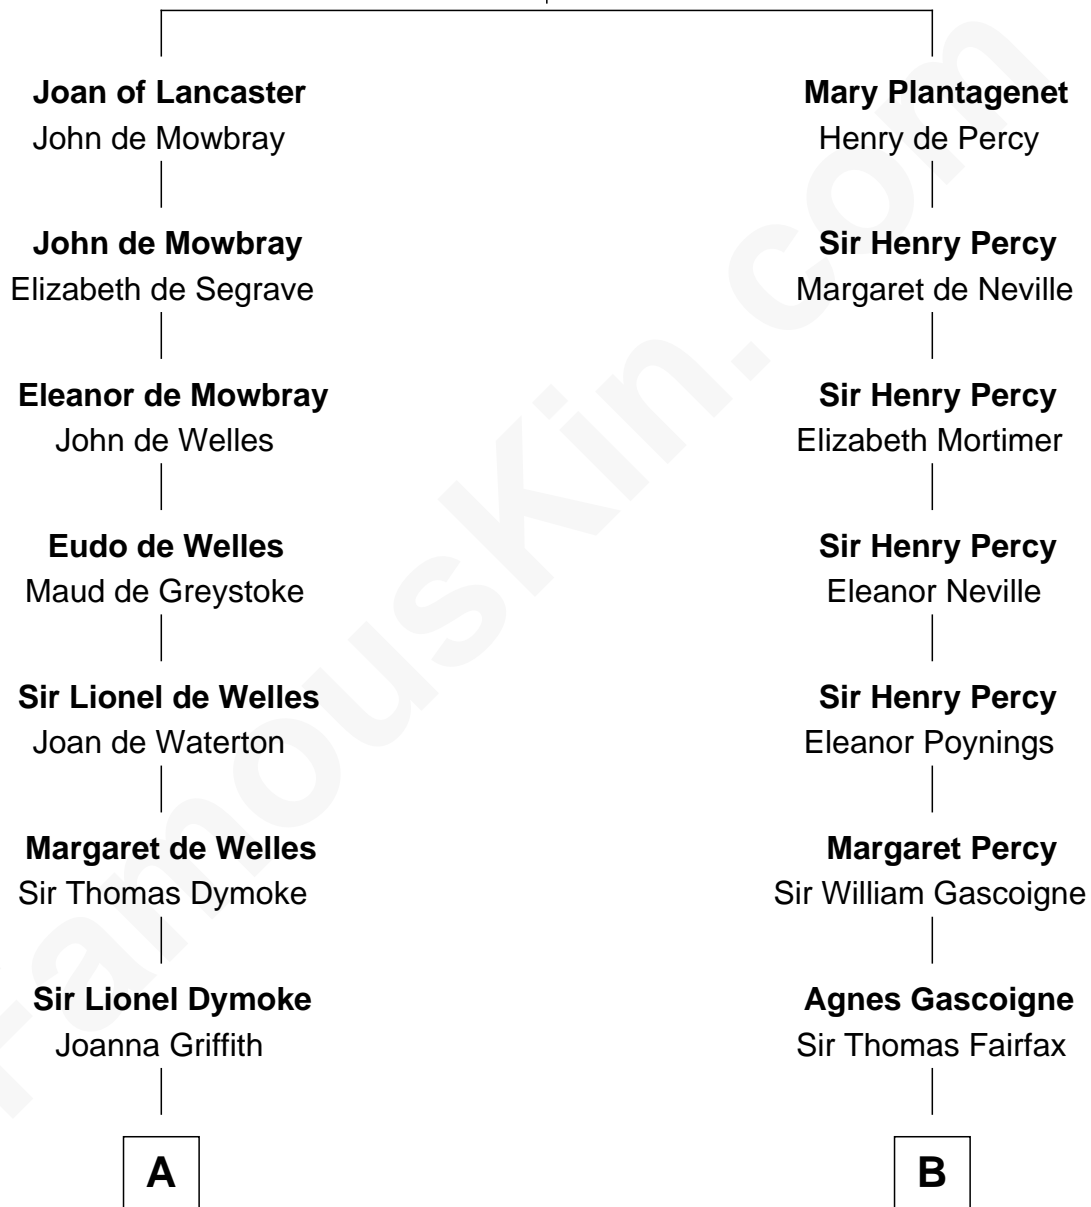 Joan of Lancaster
John de Mowbray
John de Mowbray
Elizabeth de Segrave
Eleanor de Mowbray
John de Welles
Eudo de Welles
Maud de Greystoke
Sir Lionel de Welles
Joan de Waterton
Margaret de Welles
Sir Thomas Dymoke
Sir Lionel Dymoke
Joanna Griffith
A
Mary Plantagenet
Henry de Percy
Sir Henry Percy
Margaret de Neville
Sir Henry Percy
Elizabeth Mortimer
Sir Henry Percy
Eleanor Neville
Sir Henry Percy
Eleanor Poynings
Margaret Percy
Sir William Gascoigne
Agnes Gascoigne
Sir Thomas Fairfax
B
FamousKin.com